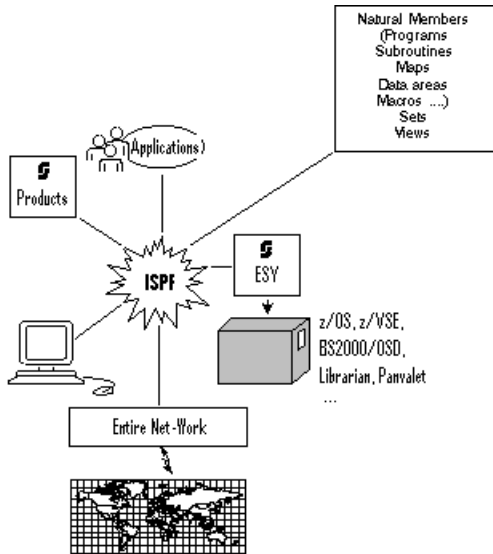 Natural Members
(Programs
Subroutines
Maps
Data areas
Macros ....)
Sets
Views
Applications)
Products
ISPF
ESY
z/OS, z/VSE,
BS2000/OSD,
Librarian, Panvalet
...
Entire Net-Work